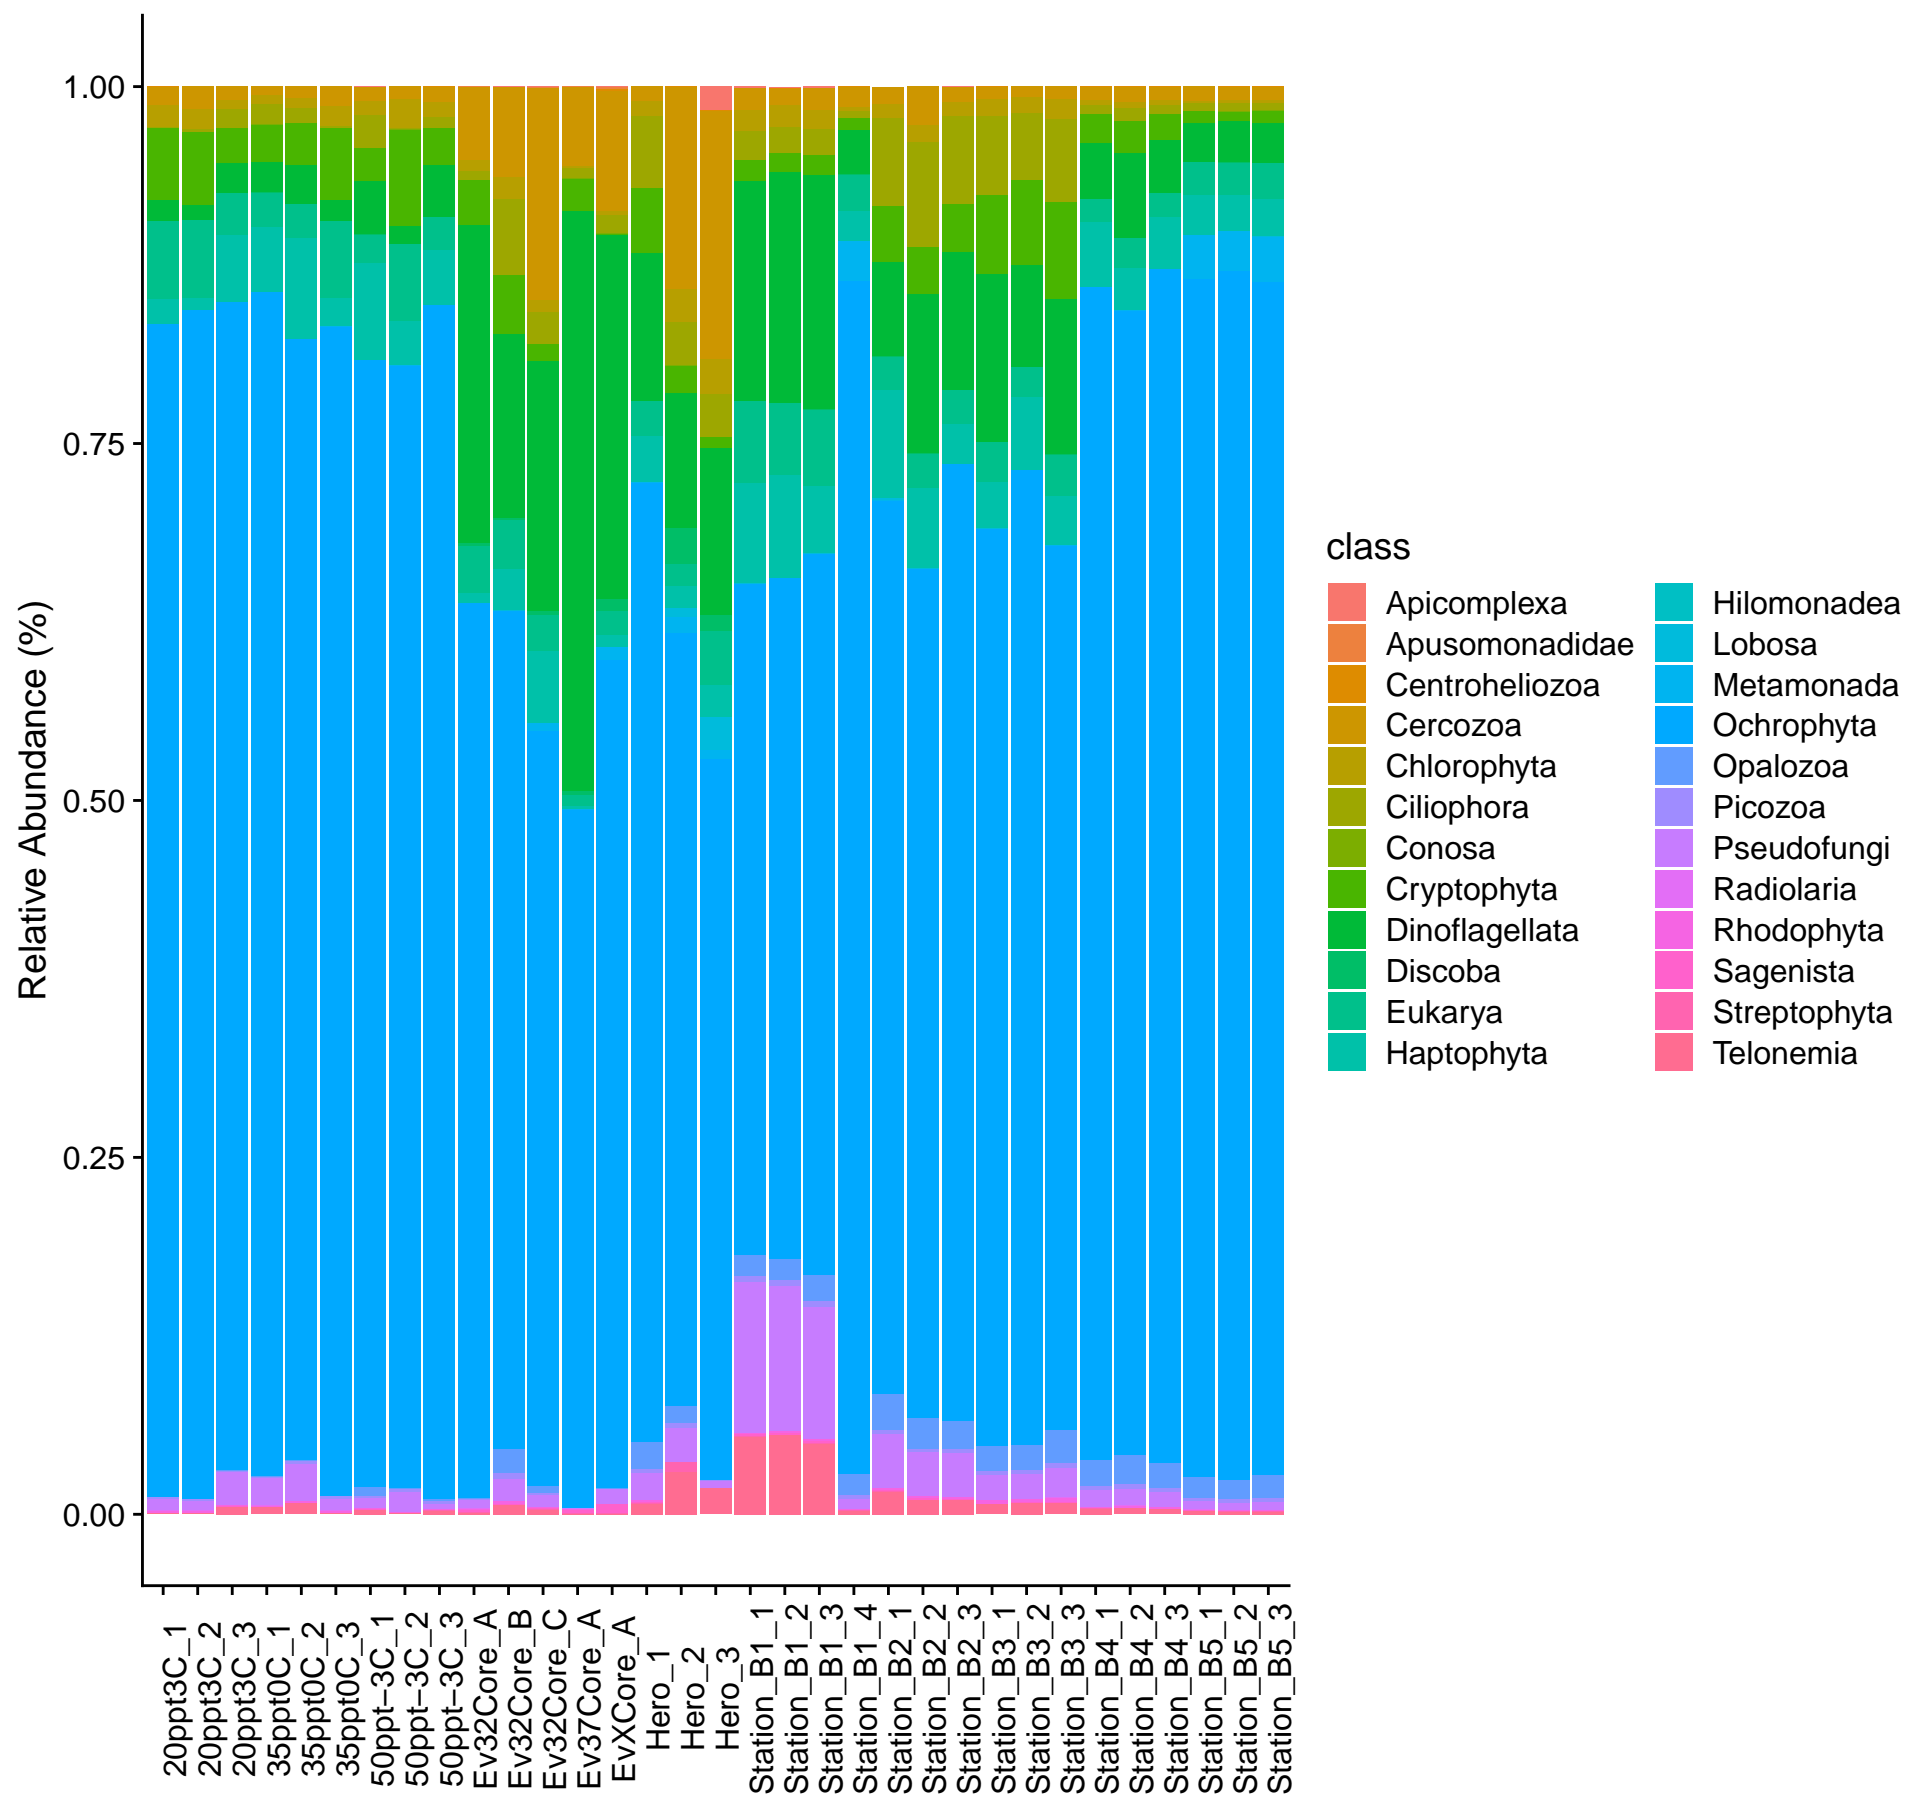 1.00
0.75
0.50
0.25
0.00
Relative Abundance (%)
20ppt3C_1
20ppt3C_2
20ppt3C_3
35ppt0C_1
35ppt0C_2
35ppt0C_3
50ppt−3C_1
50ppt−3C_2
50ppt−3C_3
Ev32Core_A
Ev32Core_B
Ev32Core_C
Ev37Core_A
EvXCore_A
Hero_1
Hero_2
Hero_3
Station_B1_1
Station_B1_2
Station_B1_3
Station_B1_4
Station_B2_1
Station_B2_2
Station_B2_3
Station_B3_1
Station_B3_2
Station_B3_3
Station_B4_1
Station_B4_2
Station_B4_3
Station_B5_1
Station_B5_2
Station_B5_3
class
Apicomplexa
Apusomonadidae
Centroheliozoa
Cercozoa
Chlorophyta
Ciliophora
Conosa
Cryptophyta
Dinoflagellata
Discoba
Eukarya
Haptophyta
Hilomonadea
Lobosa
Metamonada
Ochrophyta
Opalozoa
Picozoa
Pseudofungi
Radiolaria
Rhodophyta
Sagenista
Streptophyta
Telonemia